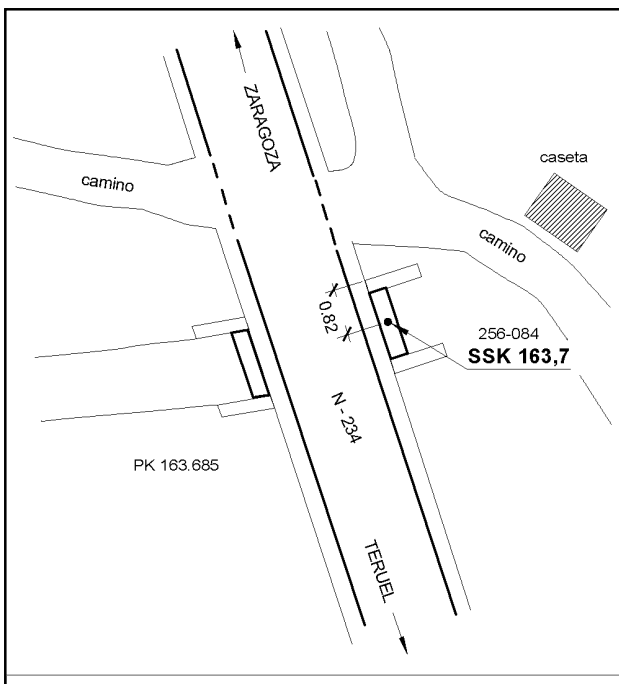 ZARAGOZA
caseta
camino
camino
0.82
256-084
SSK 163,7
N - 234
PK 163.685
TERUEL